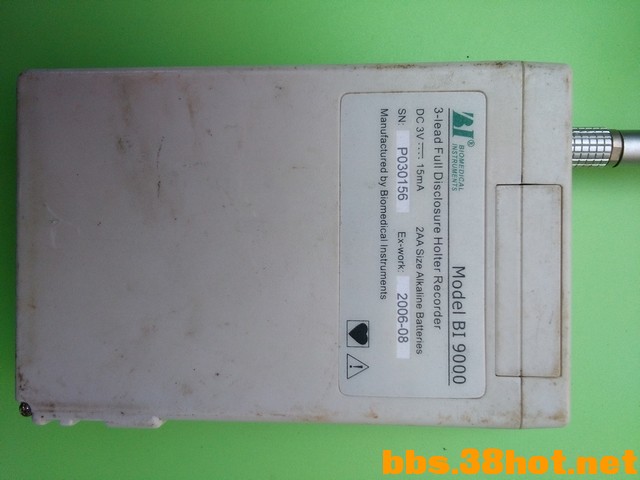 BI®
BIOMEDICAL
INSTRUMENTS
Model BI 9000
3-lead Full Disclosure Holter Recorder
DC 3V 15mA 2AA Size Alkaline Batteries
SN: P030156 Ex-work: 2006-08
Manufactured by Biomedical Instruments
bbs.38hot.net